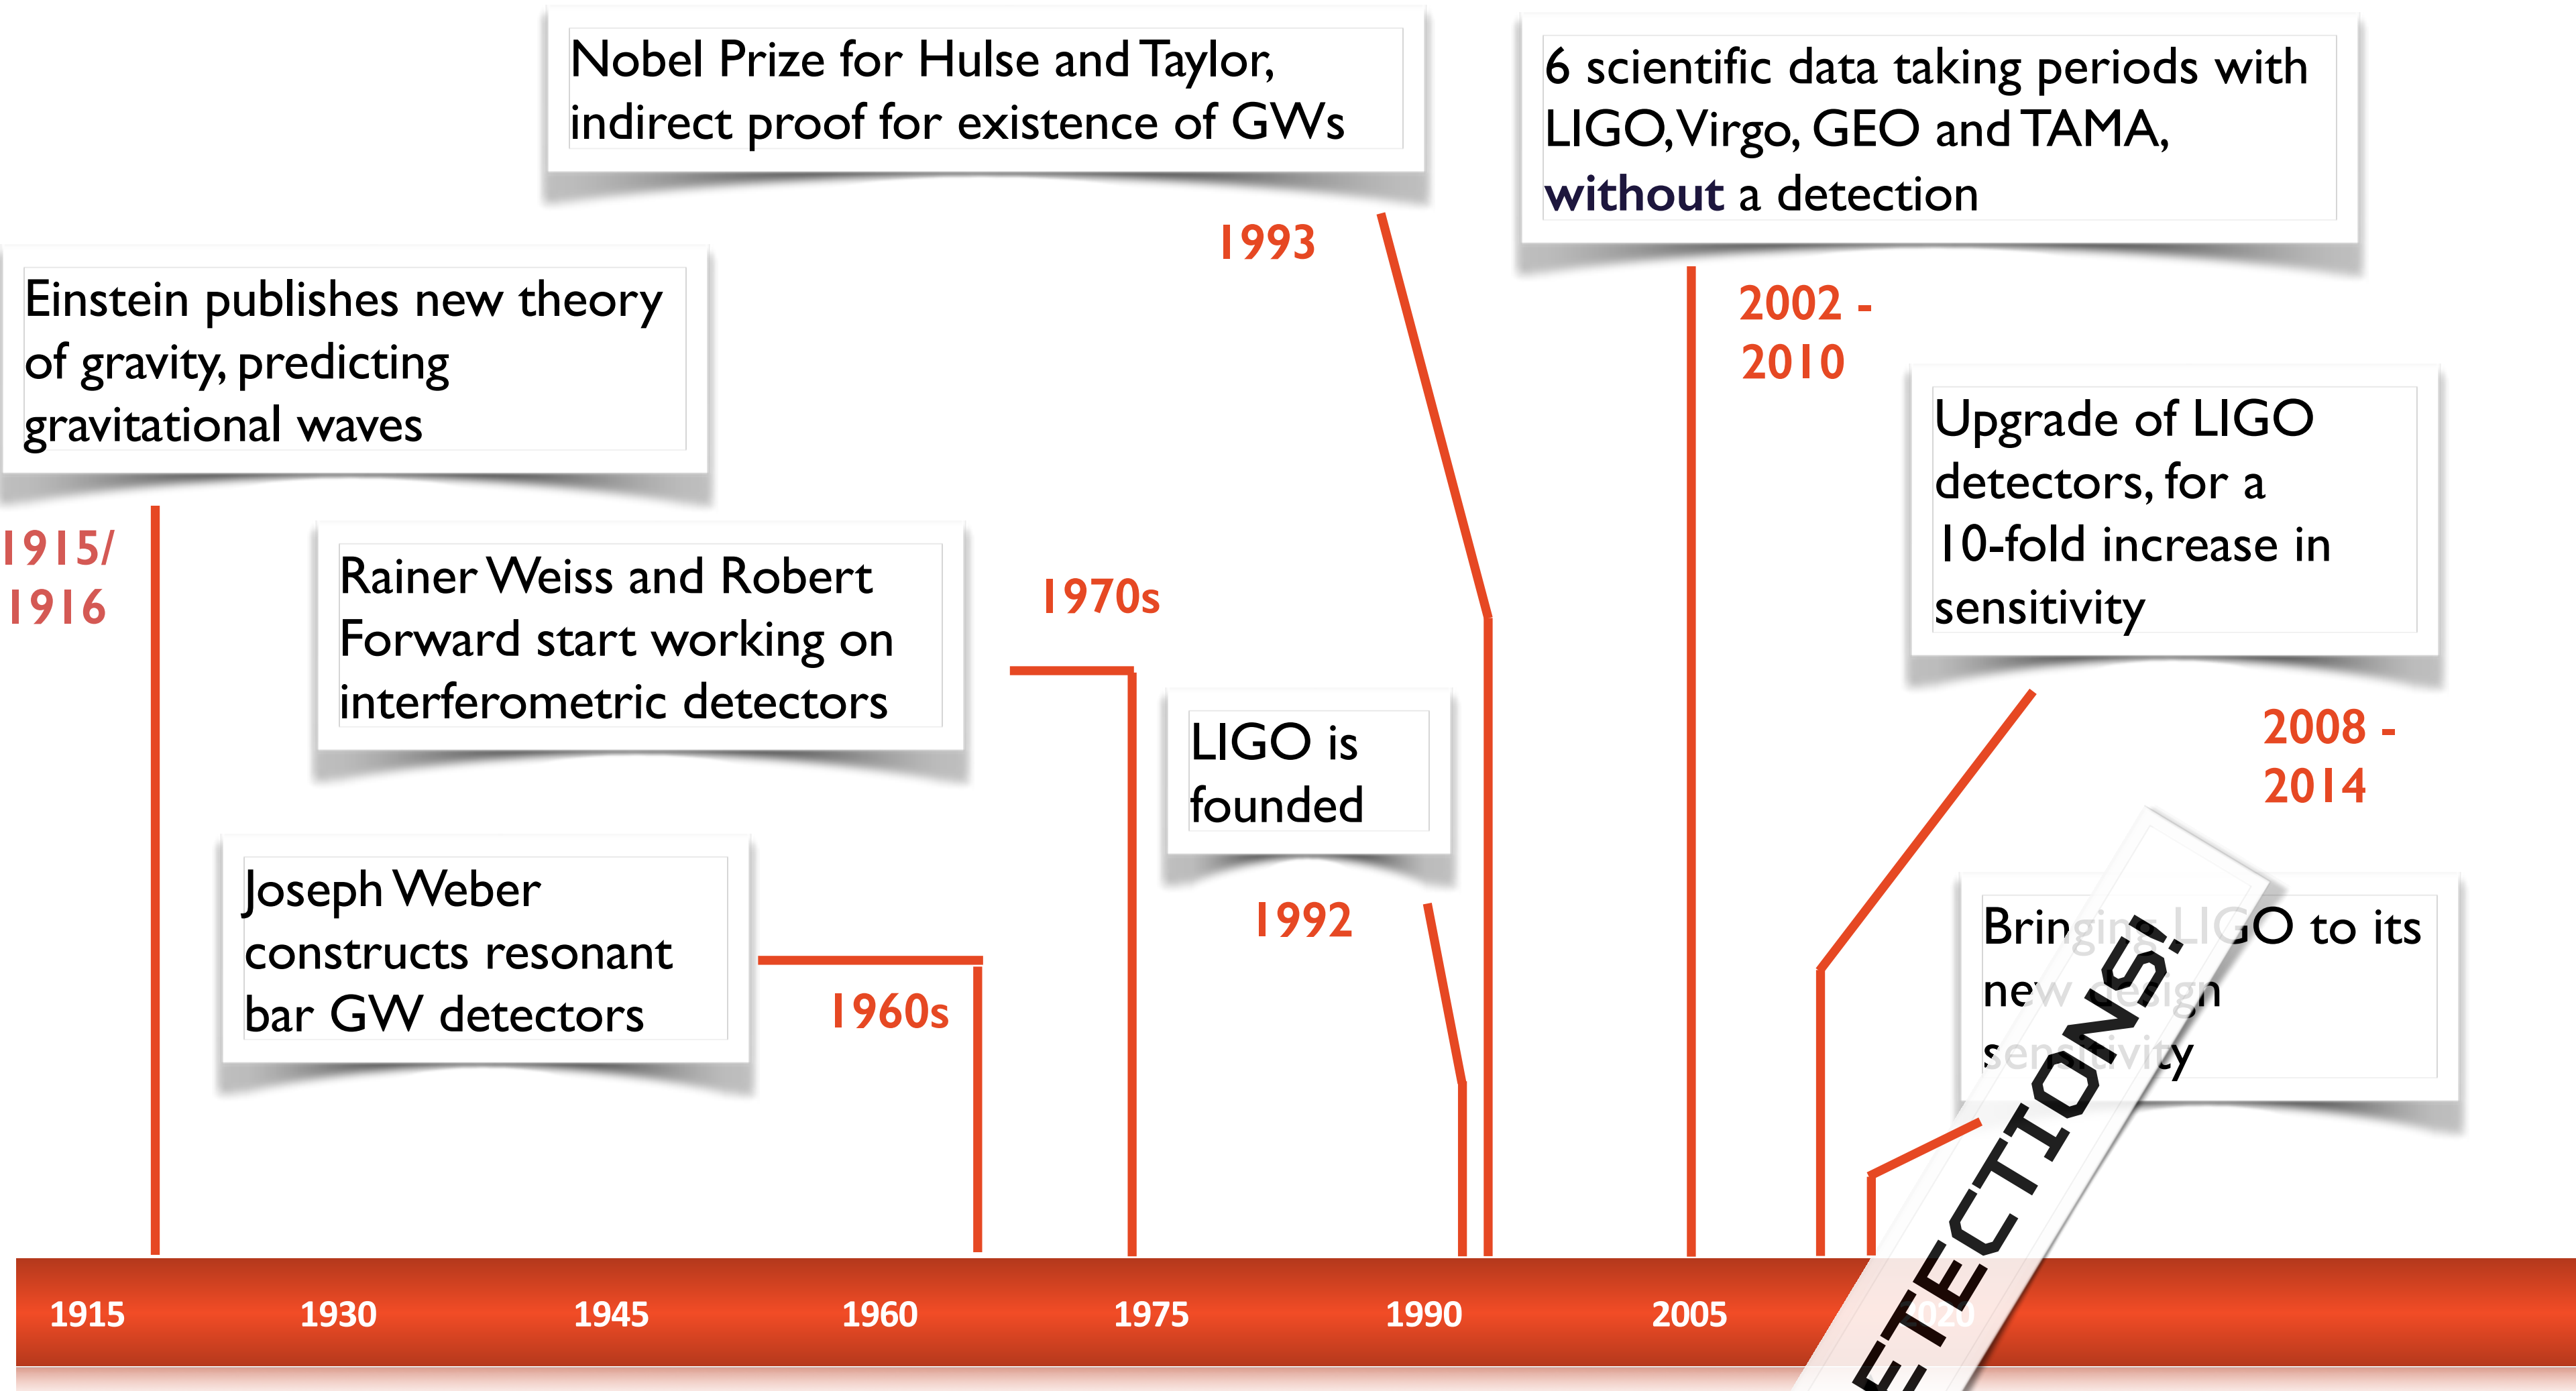 Nobel Prize for Hulse and Taylor,
indirect proof for existence of GWs
1993
6 scientific data taking periods with
LIGO, Virgo, GEO and TAMA,
without a detection
2002 -
2010
Einstein publishes new theory
of gravity, predicting
gravitational waves
1915/
1916
Rainer Weiss and Robert
Forward start working on
interferometric detectors
1970s
Upgrade of LIGO
detectors, for a
10-fold increase in
sensitivity
2008 -
2014
LIGO is
founded
1992
Joseph Weber
constructs resonant
bar GW detectors
1960s
Bringing LIGO to its
new design
sensitivity
ETECTIONS!
1915
1930
1945
1960
1975
1990
2005
2020